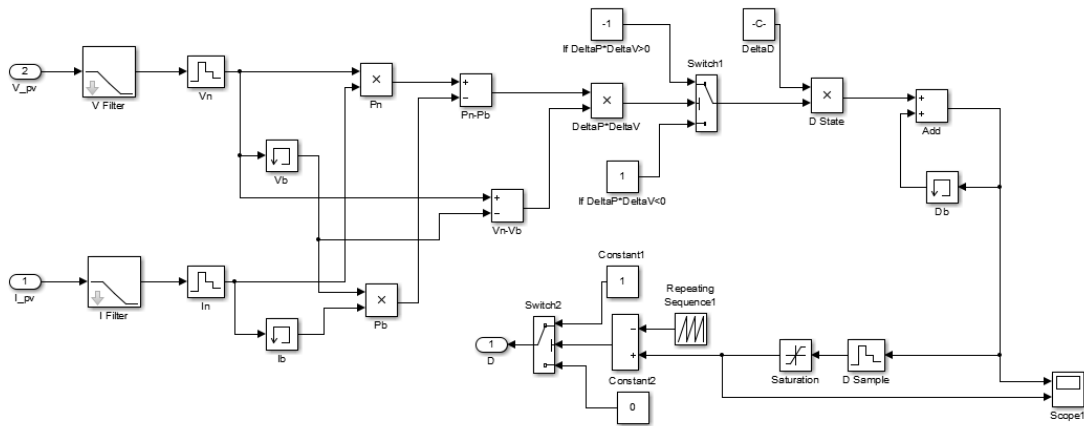 -1
If DeltaP*DeltaV>0
-C-
DeltaD
Switch1
2
V_pv
V Filter
Vn
×
Pn
+
−
Pn-Pb
×
DeltaP*DeltaV
×
D State
+
+
Add
Vb
1
If DeltaP*DeltaV<0
Db
+
−
Vn-Vb
1
I_pv
I Filter
In
Ib
×
Pb
Constant1
1
Switch2
1
D
Repeating
Sequence1
−
+
Constant2
0
Saturation
D Sample
Scope1